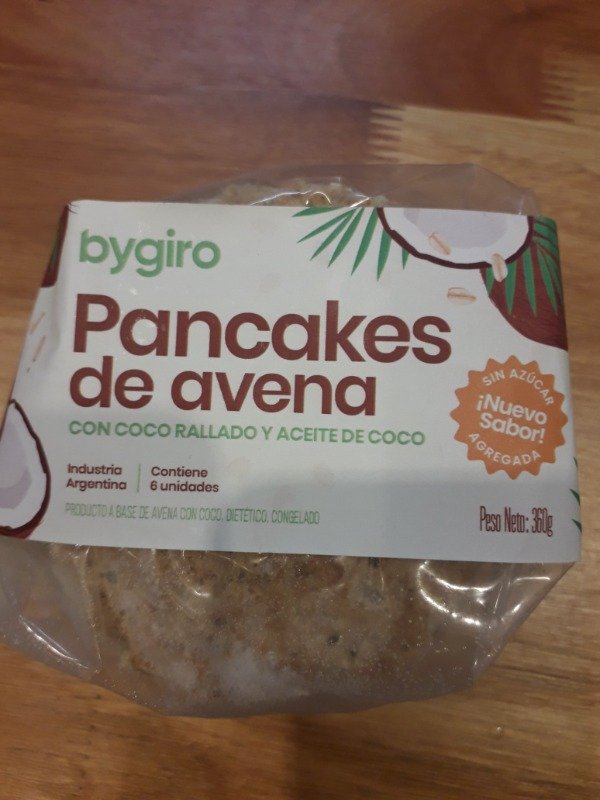 bygiro
Pancakes
de avena
CON COCO RALLADO Y ACEITE DE COCO
SIN AZÚCAR
¡Nuevo
Sabor!
AGREGADA
Industria
Argentina
Contiene
6 unidades
PRODUCTO A BASE DE AVENA CON COCO, DIETÉTICO, CONGELADO
Peso Neto: 360g